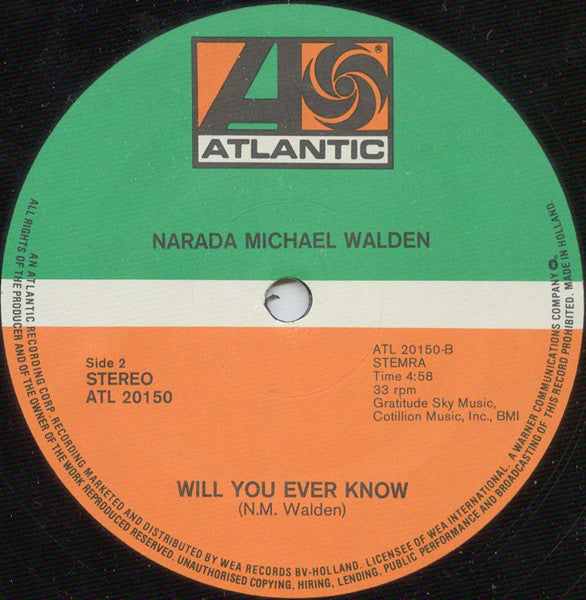 ATLANTIC
®
NARADA MICHAEL WALDEN
Side 2
STEREO
ATL 20150
ATL 20150-B
STEMRA
Time 4:58
33 rpm
Gratitude Sky Music,
Cotillion Music, Inc., BMI
WILL YOU EVER KNOW
(N.M. Walden)
AN ATLANTIC RECORDING CORP. RECORDING MARKETED AND DISTRIBUTED BY WEA RECORDS BV-HOLLAND. LICENSEE OF WEA INTERNATIONAL. A WARNER COMMUNICATIONS COMPANY. MADE IN HOLLAND.
ALL RIGHTS OF THE PRODUCER AND OF THE OWNER OF THE WORK REPRODUCED RESERVED. UNAUTHORISED COPYING, HIRING, LENDING, PUBLIC PERFORMANCE AND BROADCASTING OF THIS RECORD PROHIBITED.